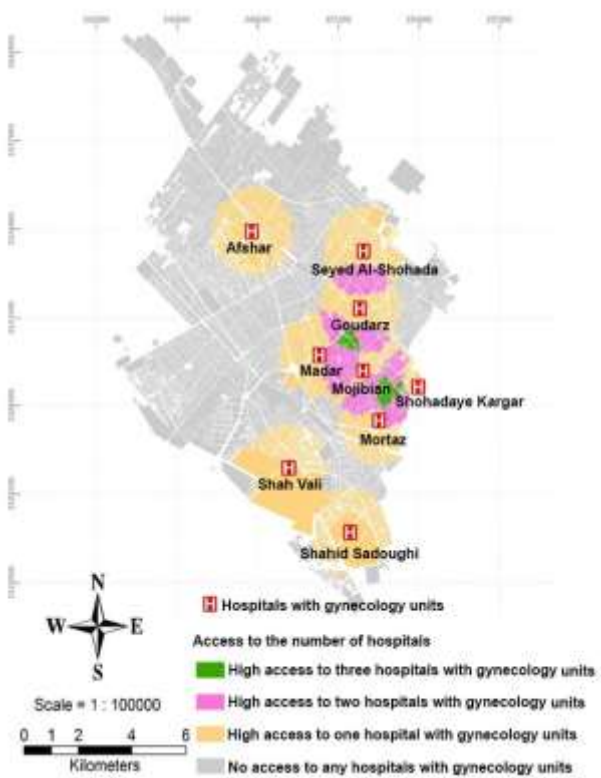 Afshar
Seyed Al-Shohada
Goudarz
Madar
Mojibian
Shohadaye Kargar
Mortaz
Shah Vali
Shahid Sadoughi
N
W E
S
H Hospitals with gynecology units
Access to the number of hospitals
High access to three hospitals with gynecology units
High access to two hospitals with gynecology units
High access to one hospital with gynecology units
No access to any hospitals with gynecology units
Scale = 1 : 100000
0 1 2 4 6
Kilometers